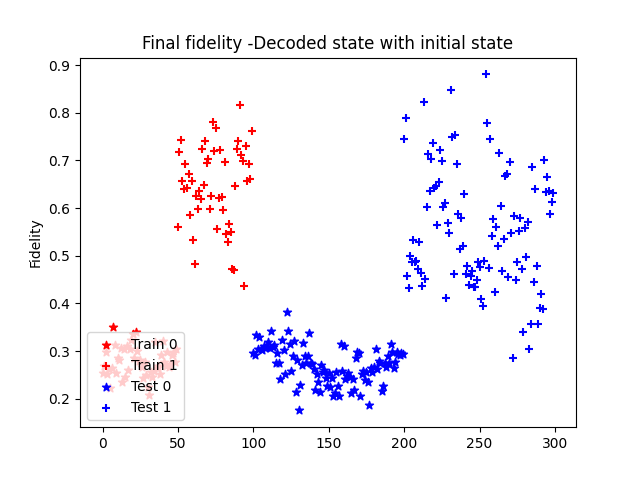 Final fidelity -Decoded state with initial state
Fidelity
0.9
0.8
0.7
0.6
0.5
0.4
0.3
0.2
Train 0
Train 1
Test 0
Test 1
0 50 100 150 200 250 300